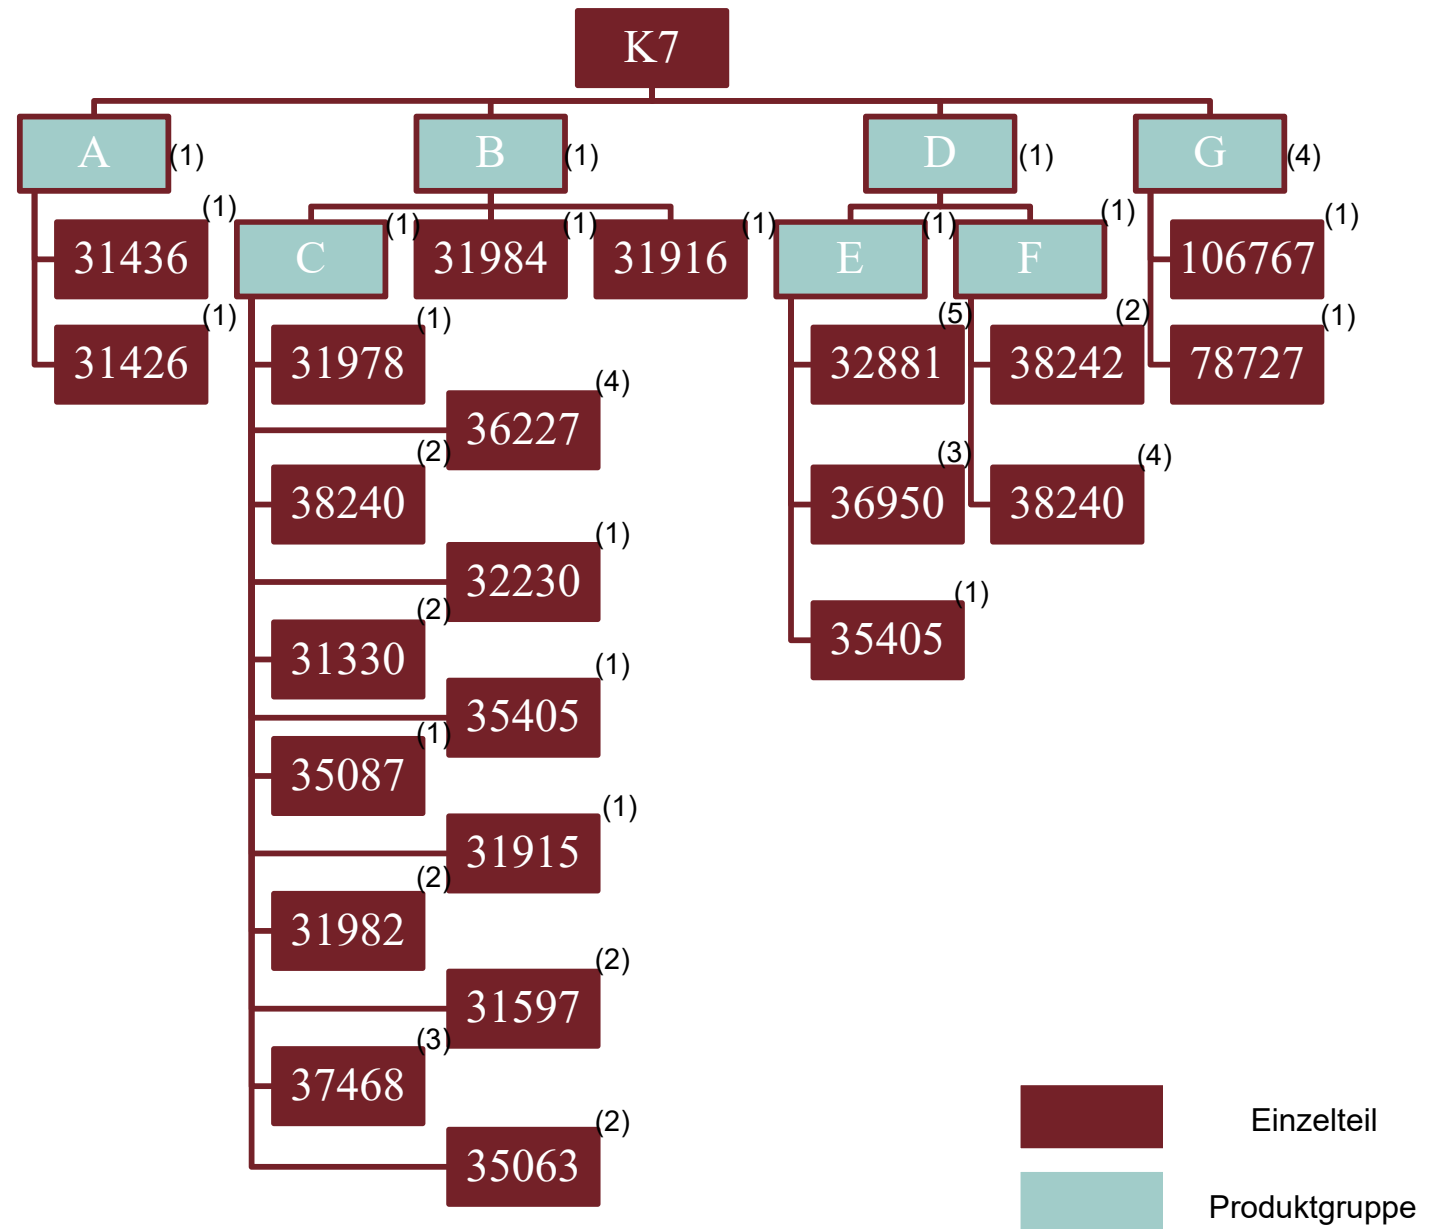 K7
A (1)
B (1)
D (1)
G (4)
31436 (1)
C (1)
31984 (1)
31916 (1)
E (1)
F (1)
106767 (1)
31426 (1)
31978 (1)
32881 (5)
38242 (2)
78727 (1)
36227 (4)
38240 (2)
36950 (3)
38240 (4)
32230 (1)
31330 (2)
35405 (1)
35405 (1)
35087 (1)
31915 (1)
31982 (2)
31597 (2)
37468 (3)
35063 (2)
Einzelteil
Produktgruppe